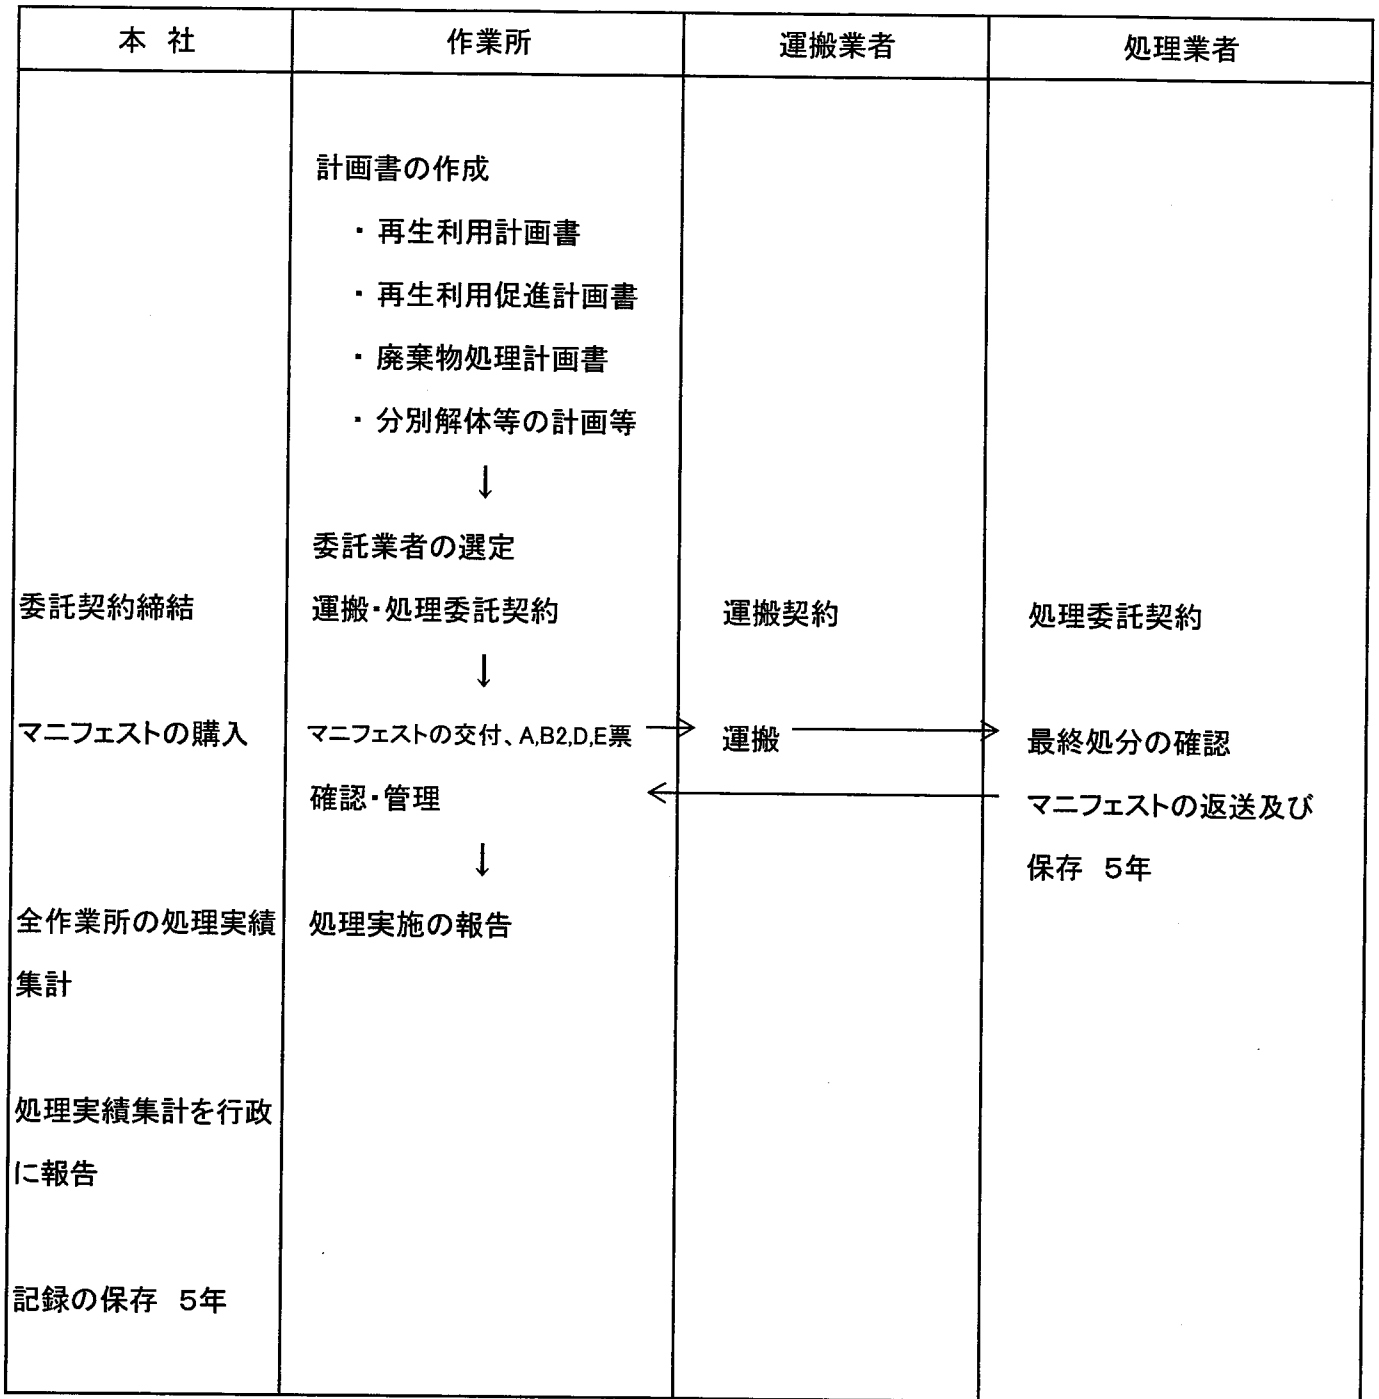 本 社
作業所
運搬業者
処理業者
計画書の作成
・ 再生利用計画書
・ 再生利用促進計画書
・ 廃棄物処理計画書
・ 分別解体等の計画等
↓
委託業者の選定
委託契約締結
運搬・処理委託契約
運搬契約
処理委託契約
↓
マニフェストの購入
マニフェストの交付、A,B2,D,E票
運搬
最終処分の確認
確認・管理
マニフェストの返送及び
↓
保存 5年
全作業所の処理実績
処理実施の報告
集計
処理実績集計を行政
に報告
記録の保存 5年